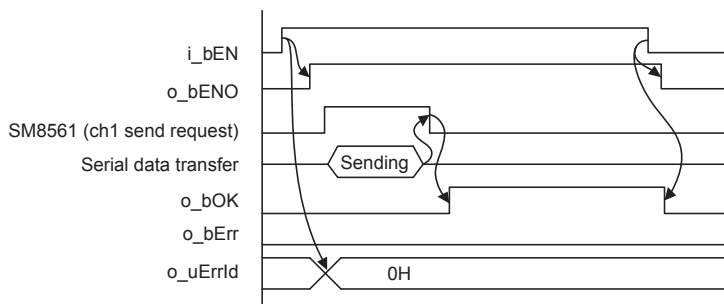 i_bEN
o_bENO
SM8561 (ch1 send request)
Serial data transfer
Sending
o_bOK
o_bErr
o_uErrId
0H